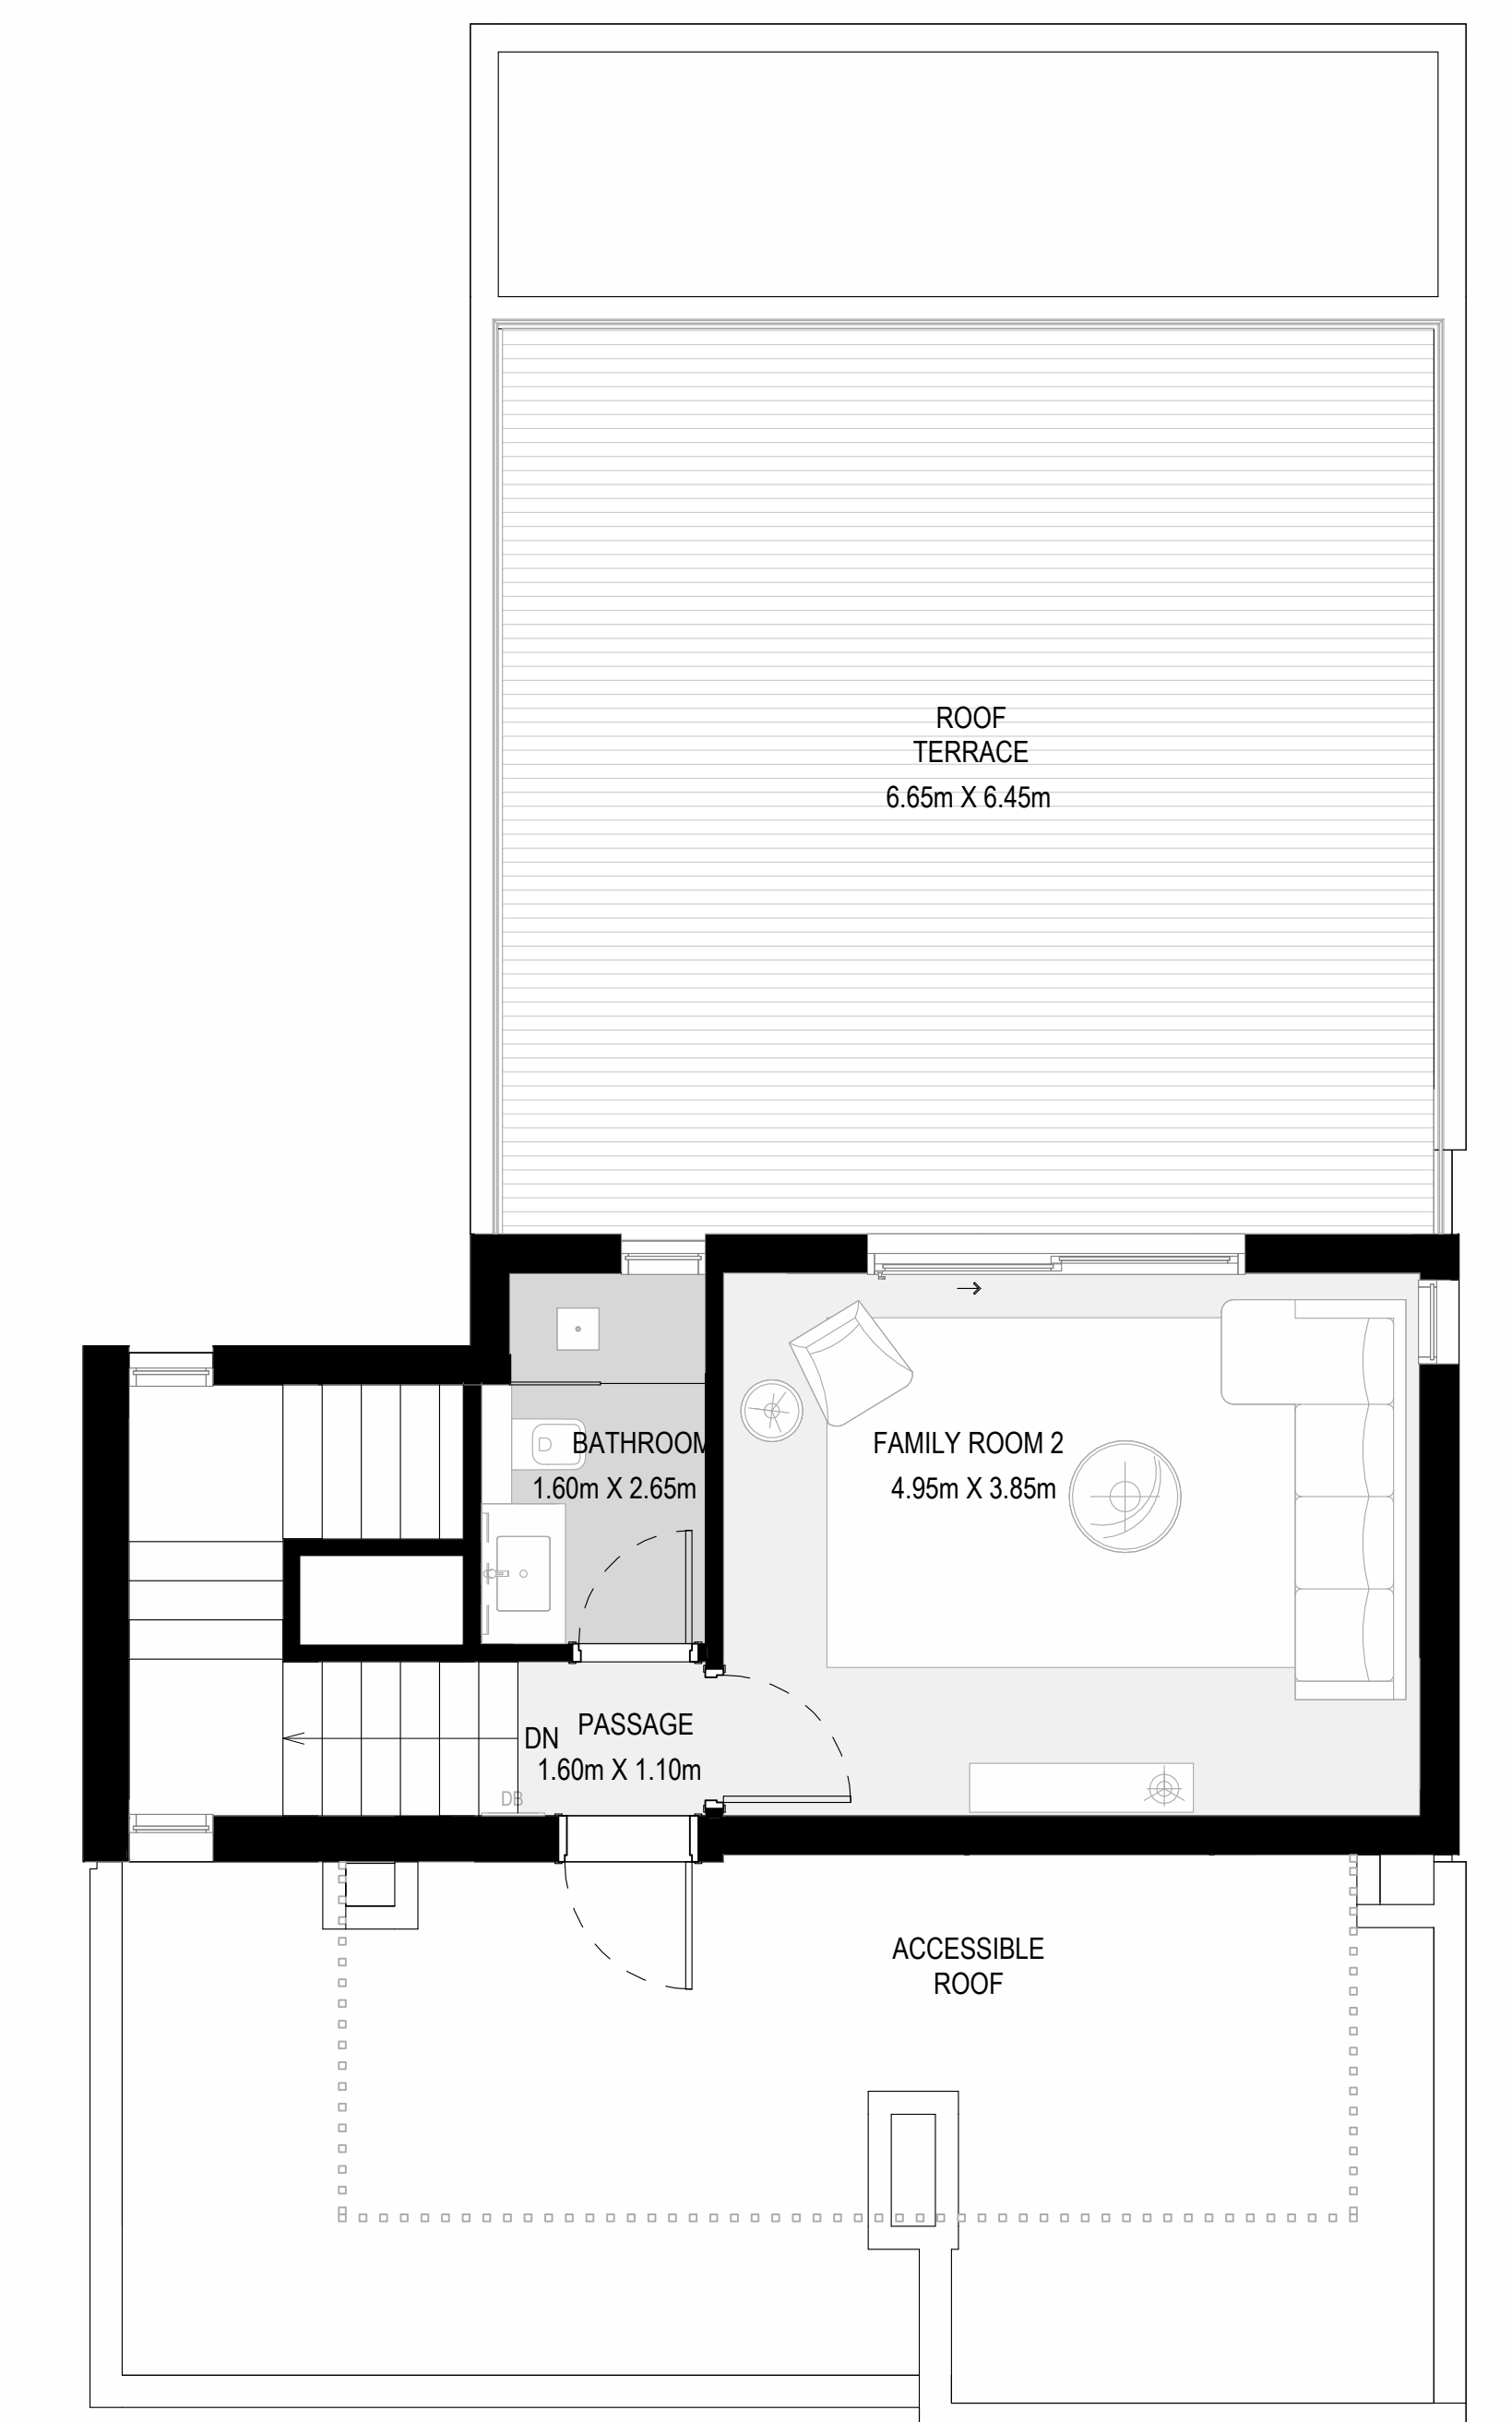 ROOF
TERRACE
6.65m X 6.45m
BATHROOM
1.60m X 2.65m
FAMILY ROOM 2
4.95m X 3.85m
PASSAGE
DN
1.60m X 1.10m
DB
ACCESSIBLE
ROOF